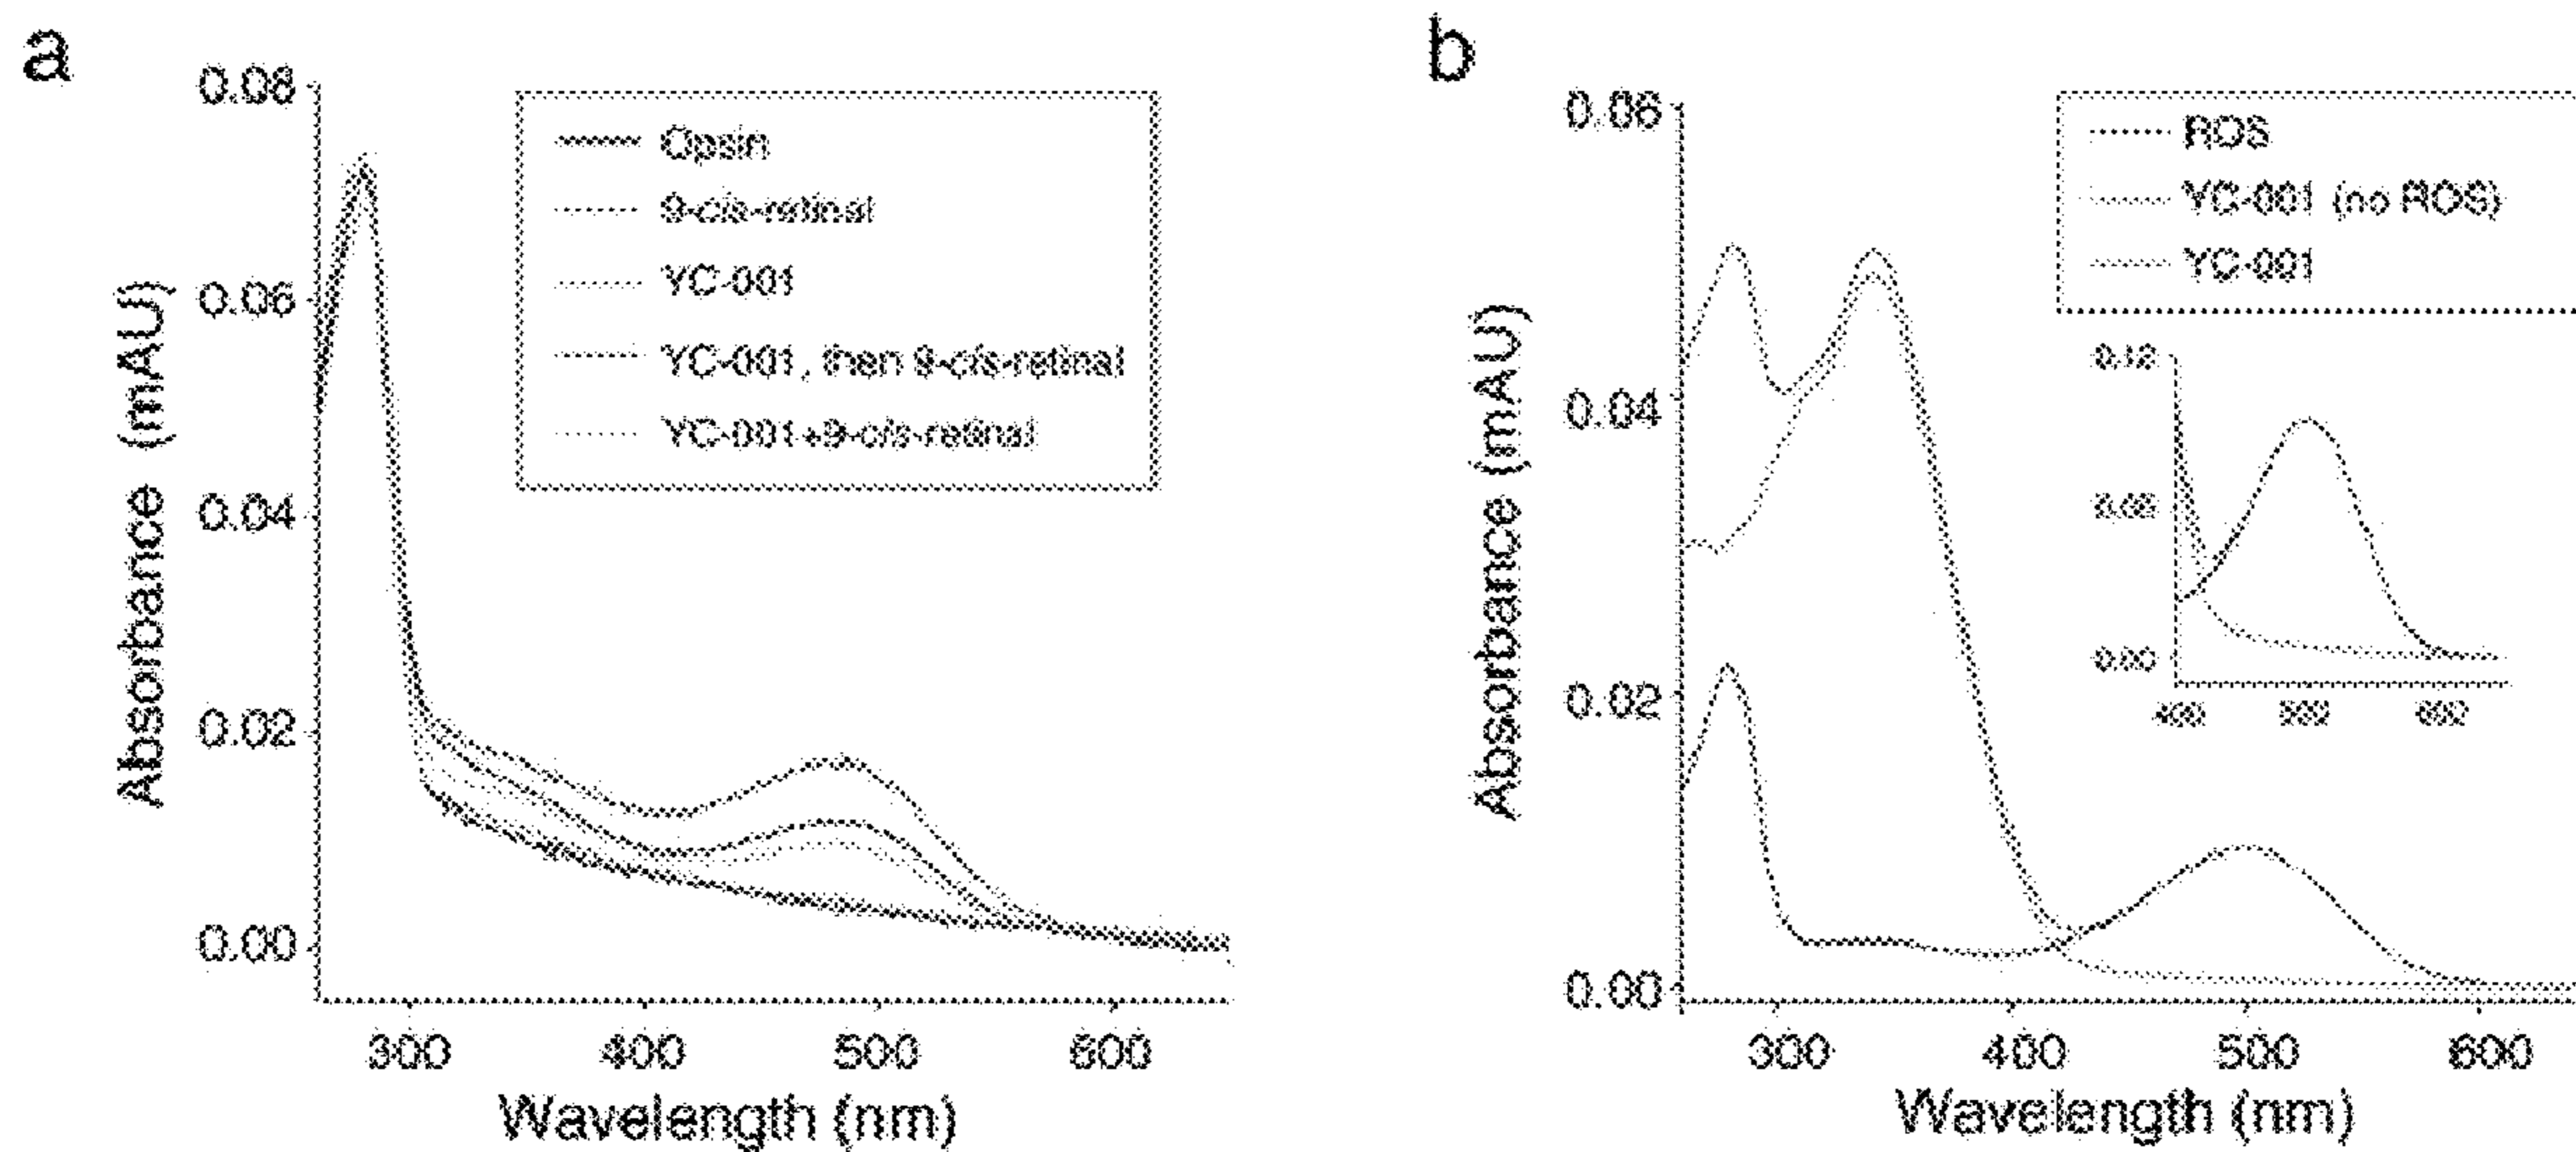 a
0.08
0.06
0.04
0.02
0.00
Absorbance (mAU)
Opsin
9-cis-retinal
YC-001
YC-001, then 9-cis-retinal
YC-001+9-cis-retinal
300 400 500 600
Wavelength (nm)
b
0.06
0.04
0.02
0.00
Absorbance (mAU)
ROS
YC-001 (no ROS)
YC-001
0.00
300 400 500 600
Wavelength (nm)